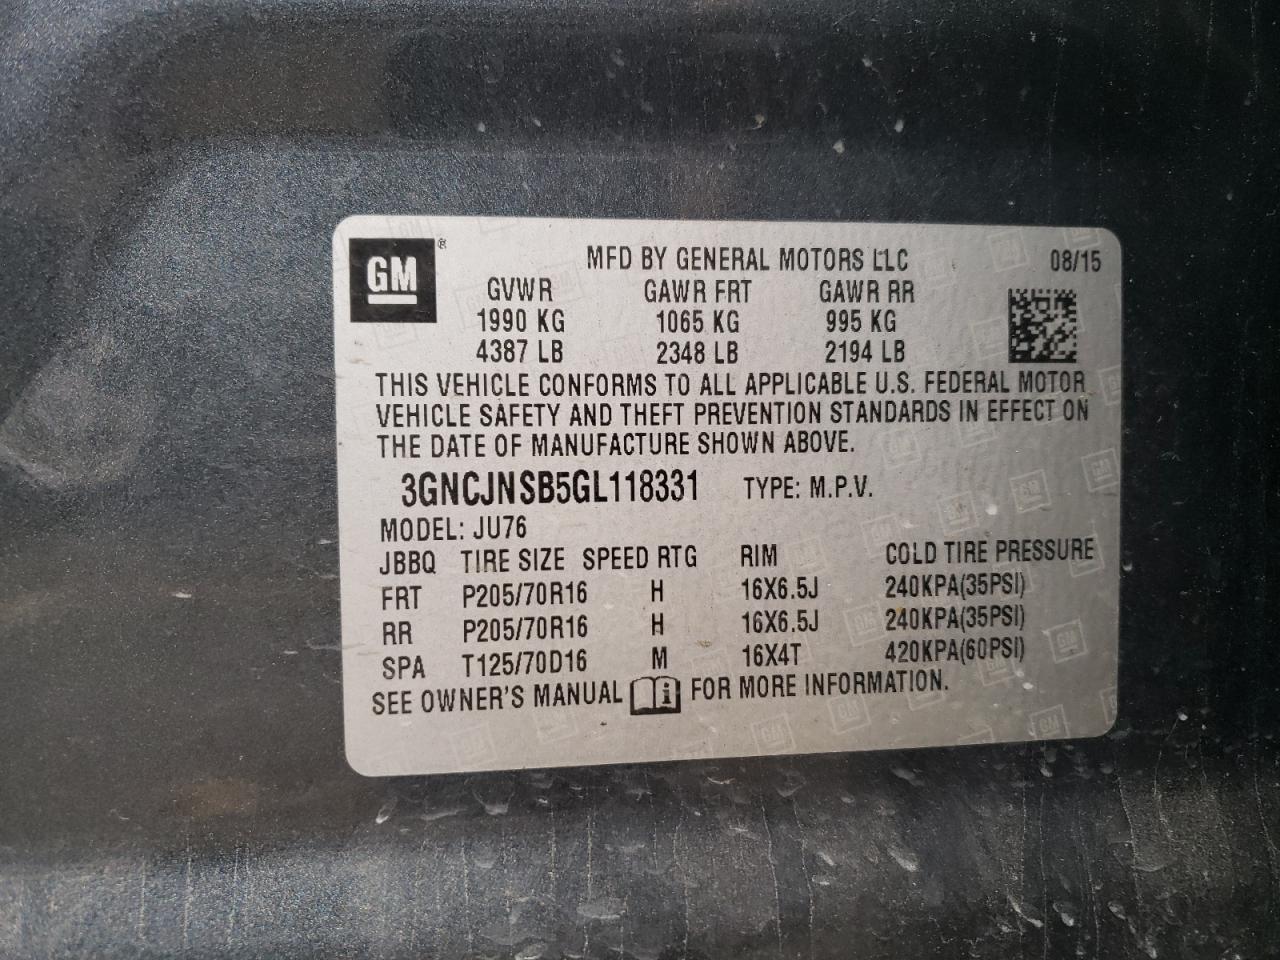 GM ®
MFD BY GENERAL MOTORS LLC 08/15
GVWR GAWR FRT GAWR RR
1990 KG 1065 KG 995 KG
4387 LB 2348 LB 2194 LB
THIS VEHICLE CONFORMS TO ALL APPLICABLE U.S. FEDERAL MOTOR
VEHICLE SAFETY AND THEFT PREVENTION STANDARDS IN EFFECT ON
THE DATE OF MANUFACTURE SHOWN ABOVE.
3GNCJNSB5GL118331 TYPE: M.P.V.
MODEL: JU76
JBBQ TIRE SIZE SPEED RTG RIM COLD TIRE PRESSURE
FRT P205/70R16 H 16X6.5J 240KPA(35PSI)
RR P205/70R16 H 16X6.5J 240KPA(35PSI)
SPA T125/70D16 M 16X4T 420KPA(60PSI)
SEE OWNER'S MANUAL i FOR MORE INFORMATION.